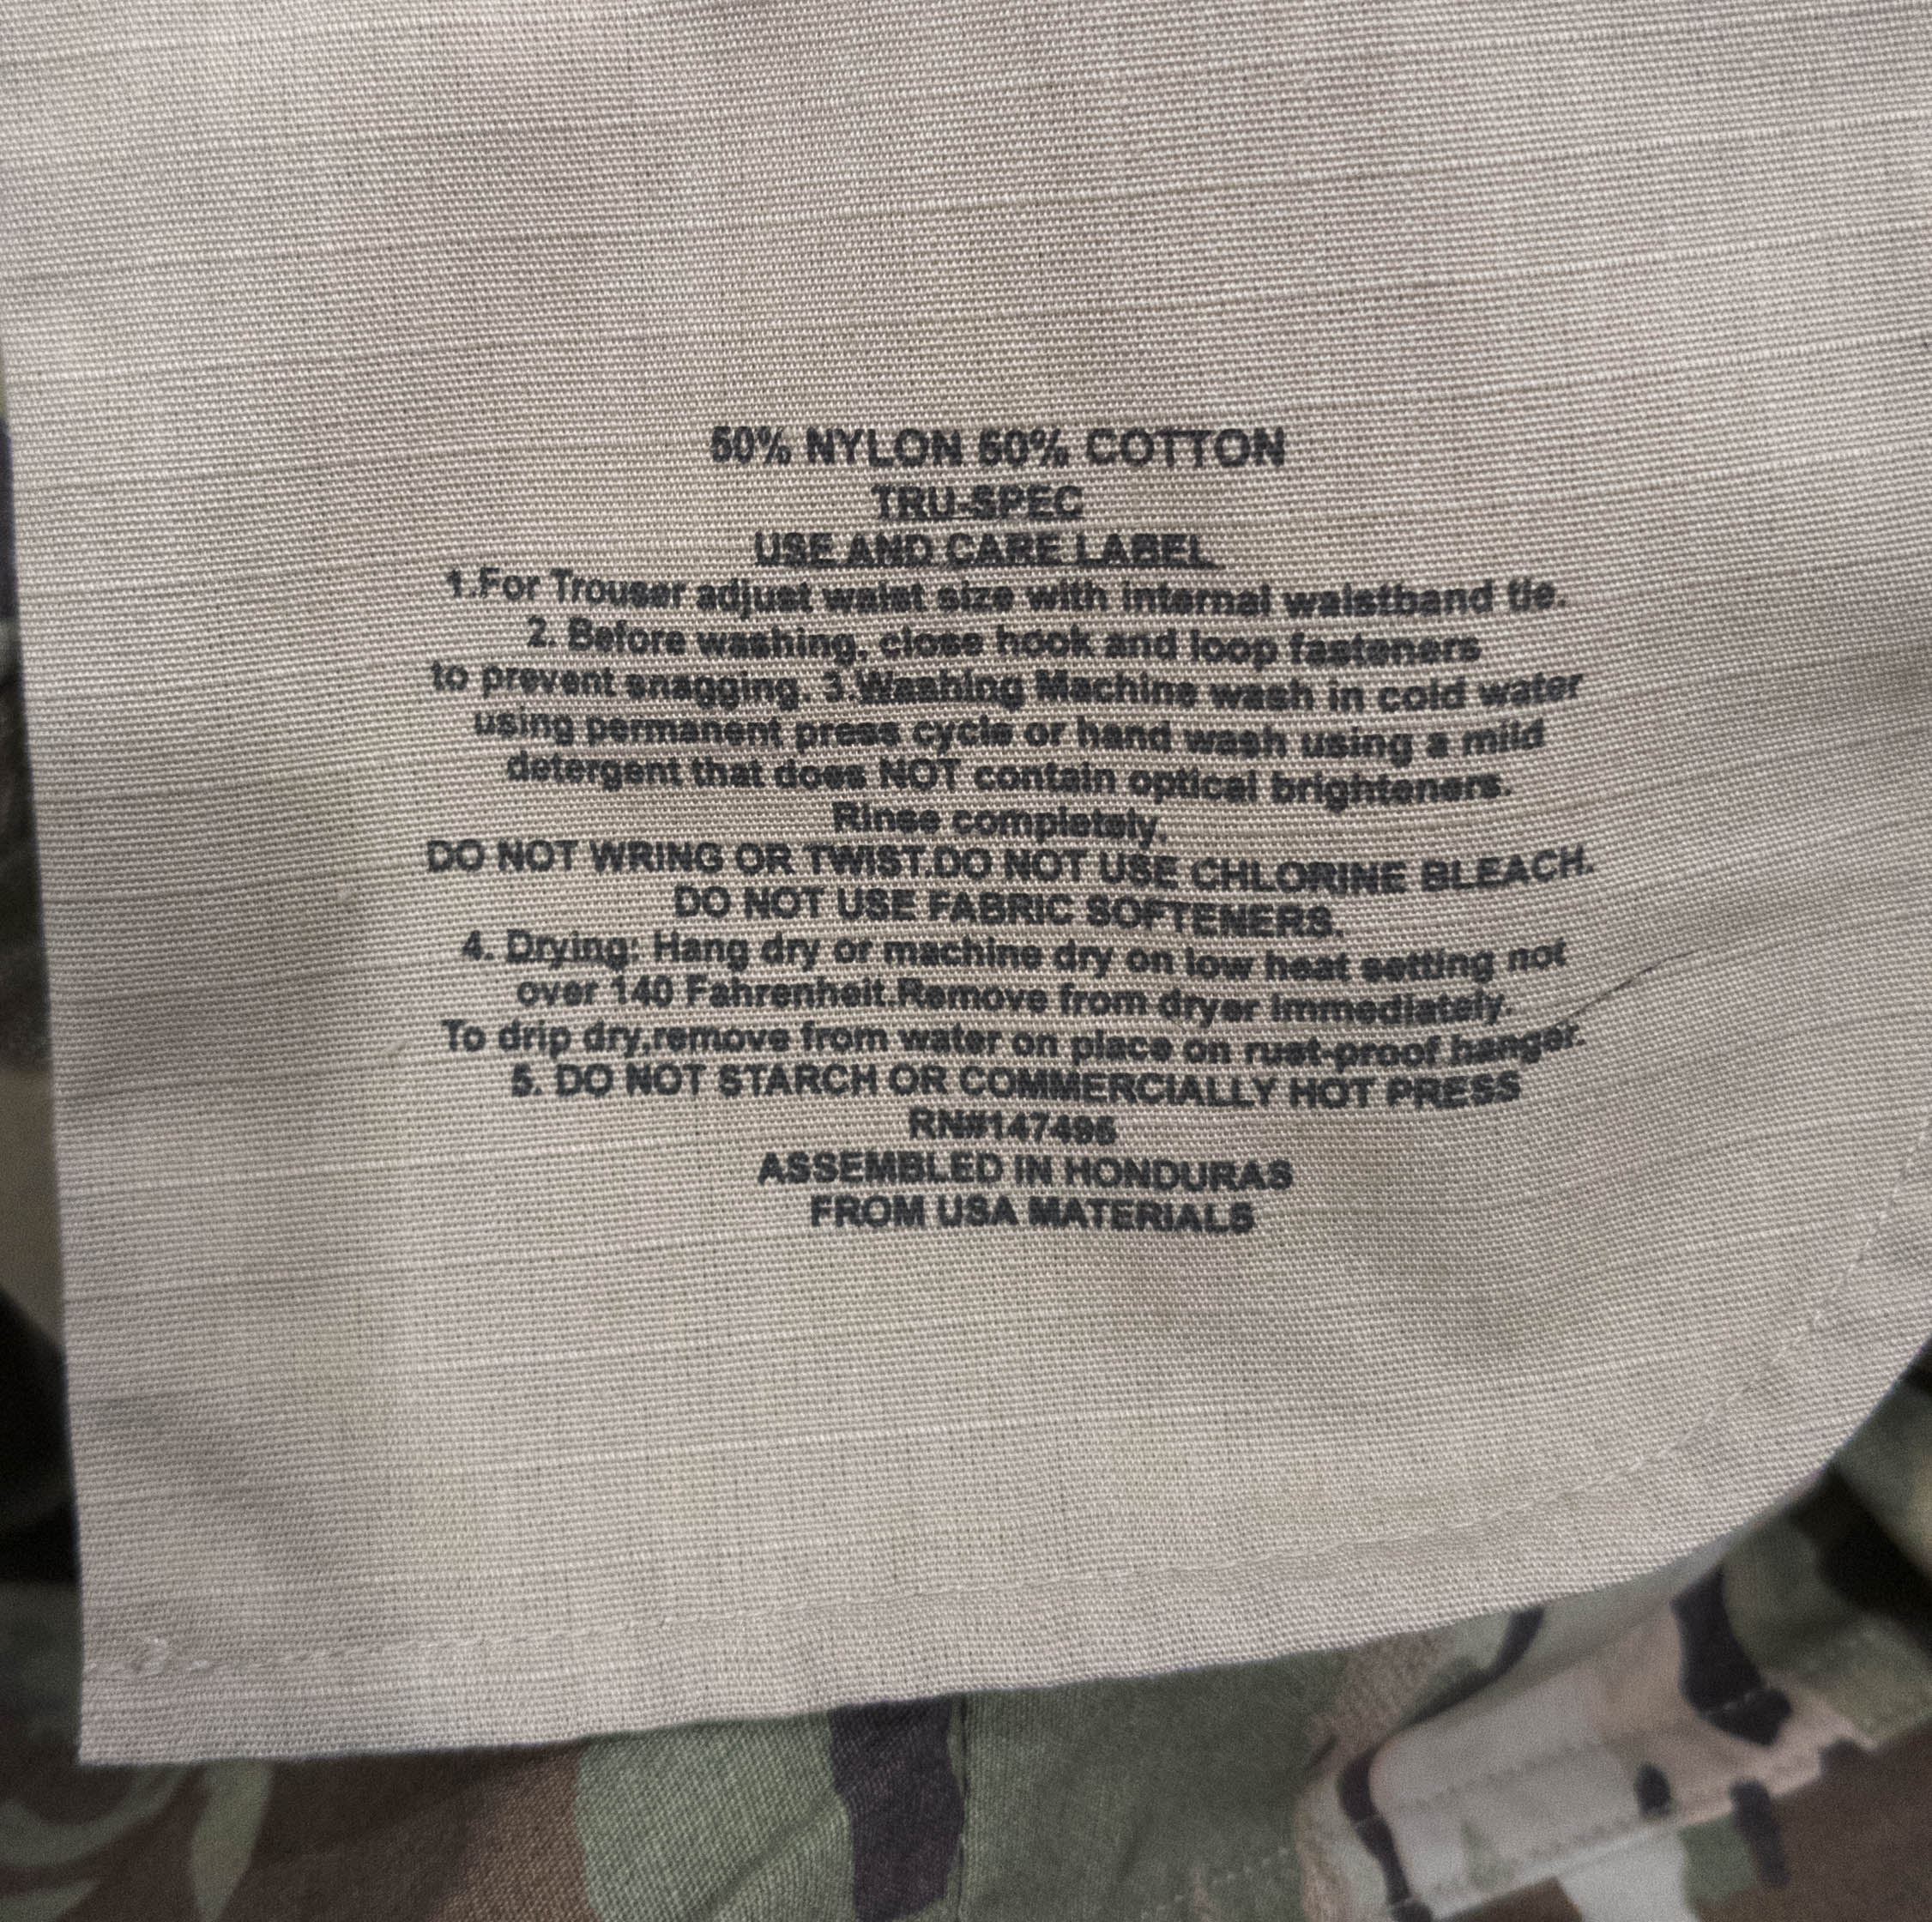 50% NYLON 50% COTTON
TRU-SPEC
USE AND CARE LABEL
1.For Trouser adjust waist size with internal waistband tie.
2. Before washing, close hook and loop fasteners
to prevent snagging. 3.Washing Machine wash in cold water
using permanent press cycle or hand wash using a mild
detergent that does NOT contain optical brighteners.
Rinse completely.
DO NOT WRING OR TWIST.DO NOT USE CHLORINE BLEACH.
DO NOT USE FABRIC SOFTENERS.
4. Drying: Hang dry or machine dry on low heat setting not
over 140 Fahrenheit.Remove from dryer immediately.
To drip dry,remove from water on place on rust-proof hanger.
5. DO NOT STARCH OR COMMERCIALLY HOT PRESS
RN#147496
ASSEMBLED IN HONDURAS
FROM USA MATERIALS